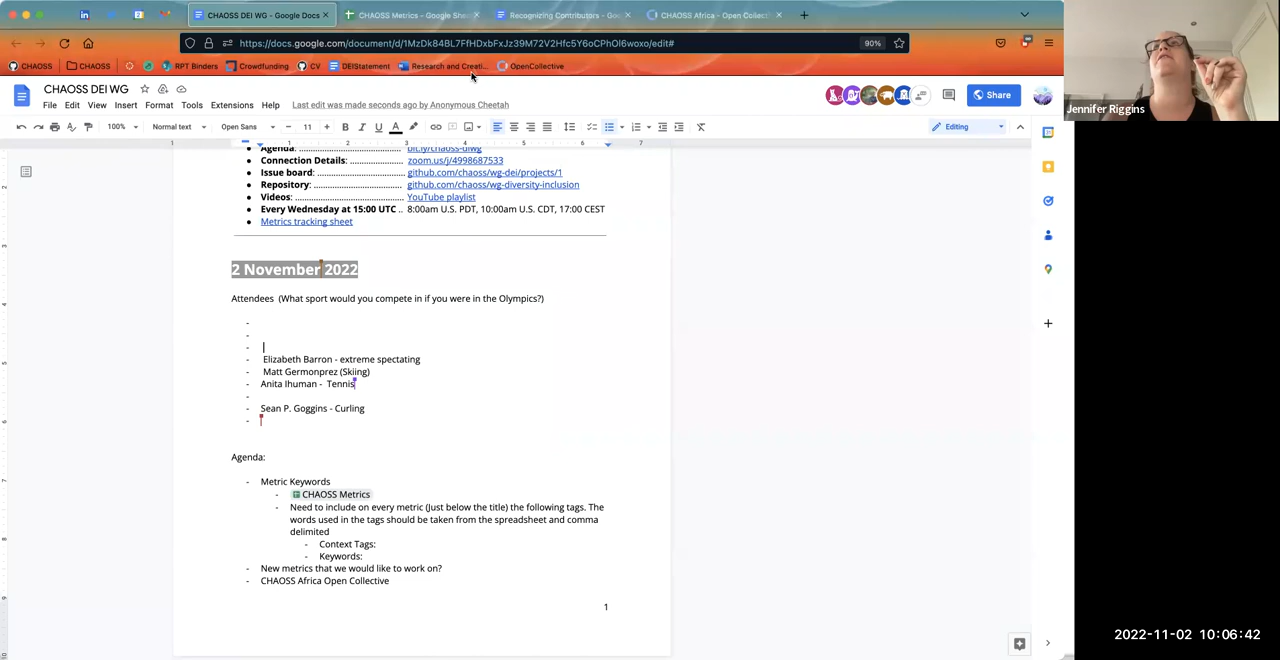 CHAOSS DEI WG - Google Docs
CHAOSS Metrics - Google She
Recognizing Contributors - Go
CHAOSS Africa - Open Collect
https://docs.google.com/document/d/1MzDk84BL7FfHDxbFxJz39M72V2Hfc5Y6oCPhOl6woxo/edit#
90%
CHAOSS
CHAOSS
RPT Binders
Crowdfunding
CV
DEIStatement
Research and Creati...
OpenCollective
CHAOSS DEI WG
File Edit View Insert Format Tools Extensions Help
Last edit was made seconds ago by Anonymous Cheetah
Share
100%
Normal text
Open Sans
11
Editing
Agenda: bit.ly/chaoss-diwg
● Connection Details: ...................... zoom.us/j/4998687533
● Issue board: ................................. github.com/chaoss/wg-dei/projects/1
● Repository: ................................... github.com/chaoss/wg-diversity-inclusion
● Videos: .......................................... YouTube playlist
● Every Wednesday at 15:00 UTC .. 8:00am U.S. PDT, 10:00am U.S. CDT, 17:00 CEST
● Metrics tracking sheet
2 November 2022
Attendees (What sport would you compete in if you were in the Olympics?)
-
-
-
- Elizabeth Barron - extreme spectating
- Matt Germonprez (Skiing)
- Anita Ihuman - Tennis
-
- Sean P. Goggins - Curling
-
Agenda:
- Metric Keywords
- CHAOSS Metrics
- Need to include on every metric (Just below the title) the following tags. The
words used in the tags should be taken from the spreadsheet and comma
delimited
- Context Tags:
- Keywords:
- New metrics that we would like to work on?
- CHAOSS Africa Open Collective
1
Jennifer Riggins
2022-11-02 10:06:42